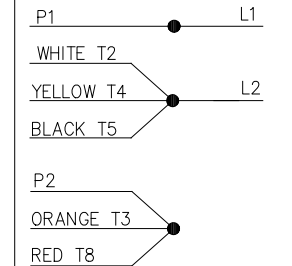 P1 L1
WHITE T2
YELLOW T4 L2
BLACK T5
P2
ORANGE T3
RED T8